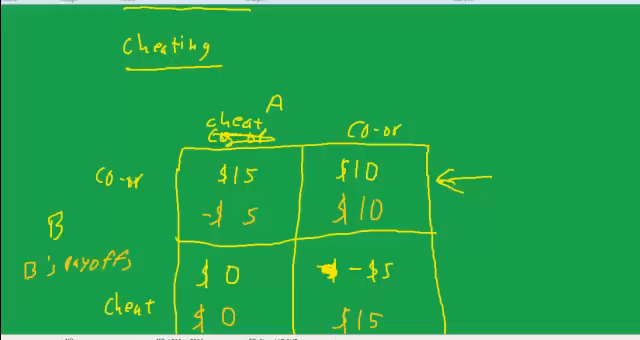 Cheating
A
cheat
Co-or
Co-or
$15
$10
-$ 5
$10
B
B's payoffs
$ 0
-$5
Cheat
$ 0
$15